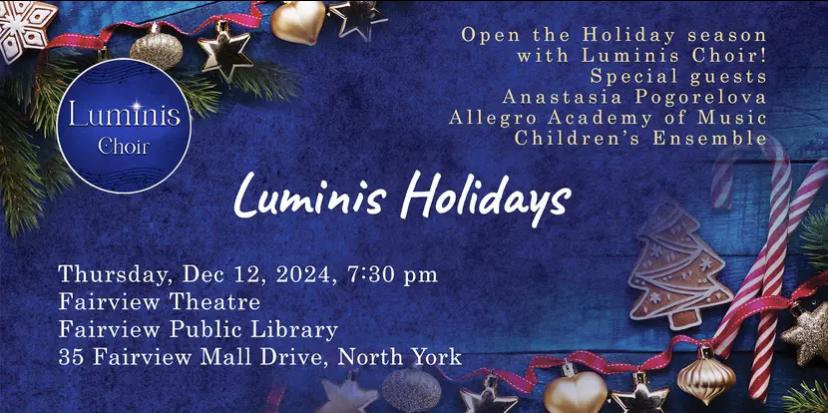 Open the Holiday season
with Luminis Choir!
Special guests
Anastasia Pogorelova
Allegro Academy of Music
Children's Ensemble
Luminis
Choir
Luminis Holidays
Thursday, Dec 12, 2024, 7:30 pm
Fairview Theatre
Fairview Public Library
35 Fairview Mall Drive, North York